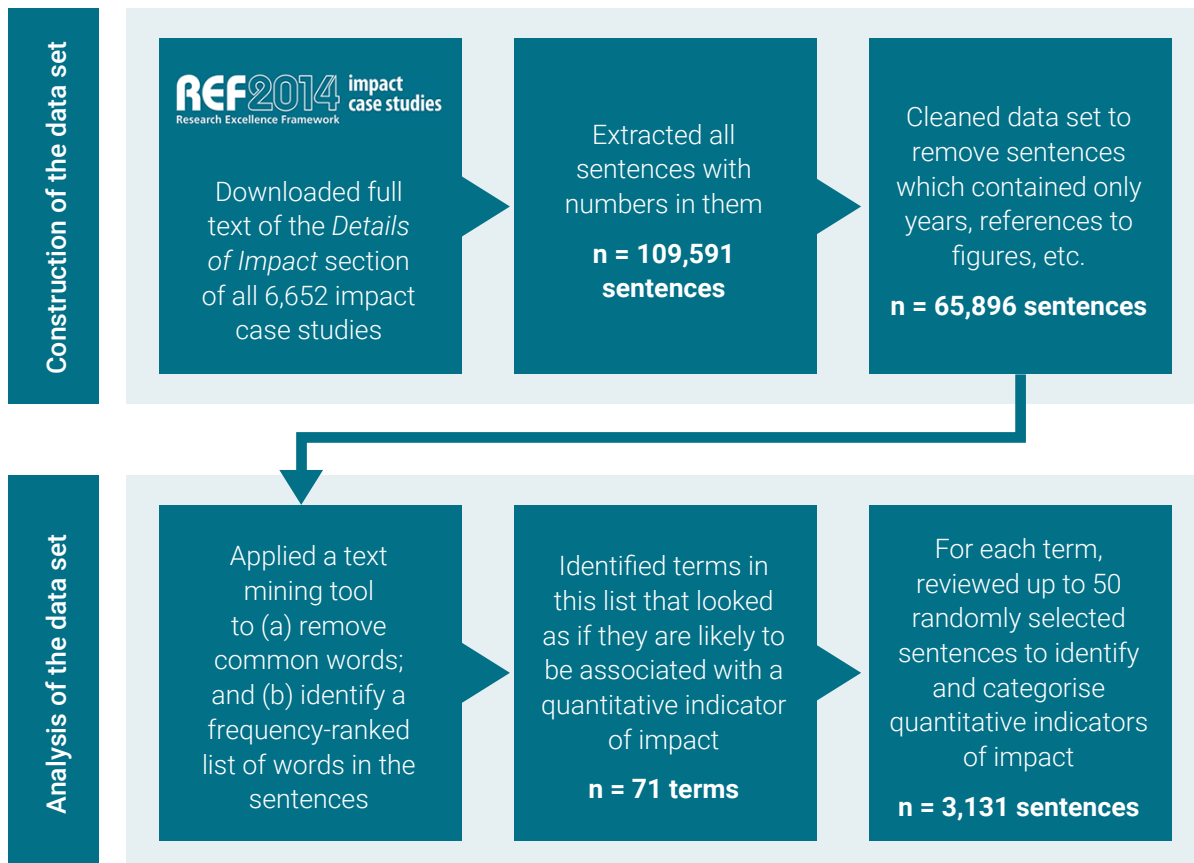 Construction of the data set
REF2014 impact
case studies
Research Excellence Framework
Downloaded full
text of the Details
of Impact section
of all 6,652 impact
case studies
Extracted all
sentences with
numbers in them
n = 109,591
sentences
Cleaned data set to
remove sentences
which contained only
years, references to
figures, etc.
n = 65,896 sentences
Analysis of the data set
Applied a text
mining tool
to (a) remove
common words;
and (b) identify a
frequency-ranked
list of words in the
sentences
Identified terms in
this list that looked
as if they are likely to
be associated with a
quantitative indicator
of impact
n = 71 terms
For each term,
reviewed up to 50
randomly selected
sentences to identify
and categorise
quantitative indicators
of impact
n = 3,131 sentences